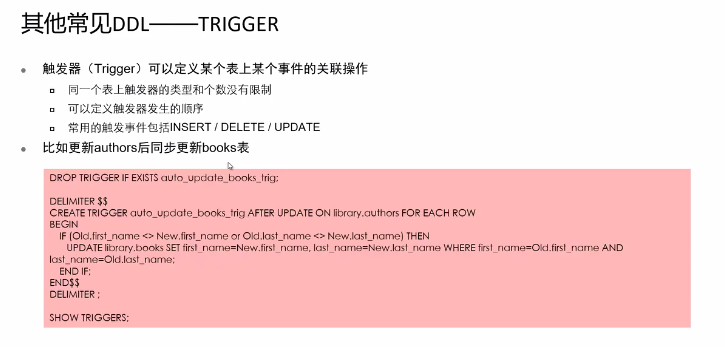 其他常见DDL——TRIGGER
触发器（Trigger）可以定义某个表上某个事件的关联操作
同一个表上触发器的类型和个数没有限制
可以定义触发器发生的顺序
常用的触发事件包括INSERT / DELETE / UPDATE
比如更新authors后同步更新books表
DROP TRIGGER IF EXISTS auto_update_books_trig;
DELIMITER $$
CREATE TRIGGER auto_update_books_trig AFTER UPDATE ON library.authors FOR EACH ROW
BEGIN
IF (Old.first_name <> New.first_name or Old.last_name <> New.last_name) THEN
UPDATE library.books SET first_name=New.first_name, last_name=New.last_name WHERE first_name=Old.first_name AND
last_name=Old.last_name;
END IF;
END$$
DELIMITER ;
SHOW TRIGGERS;